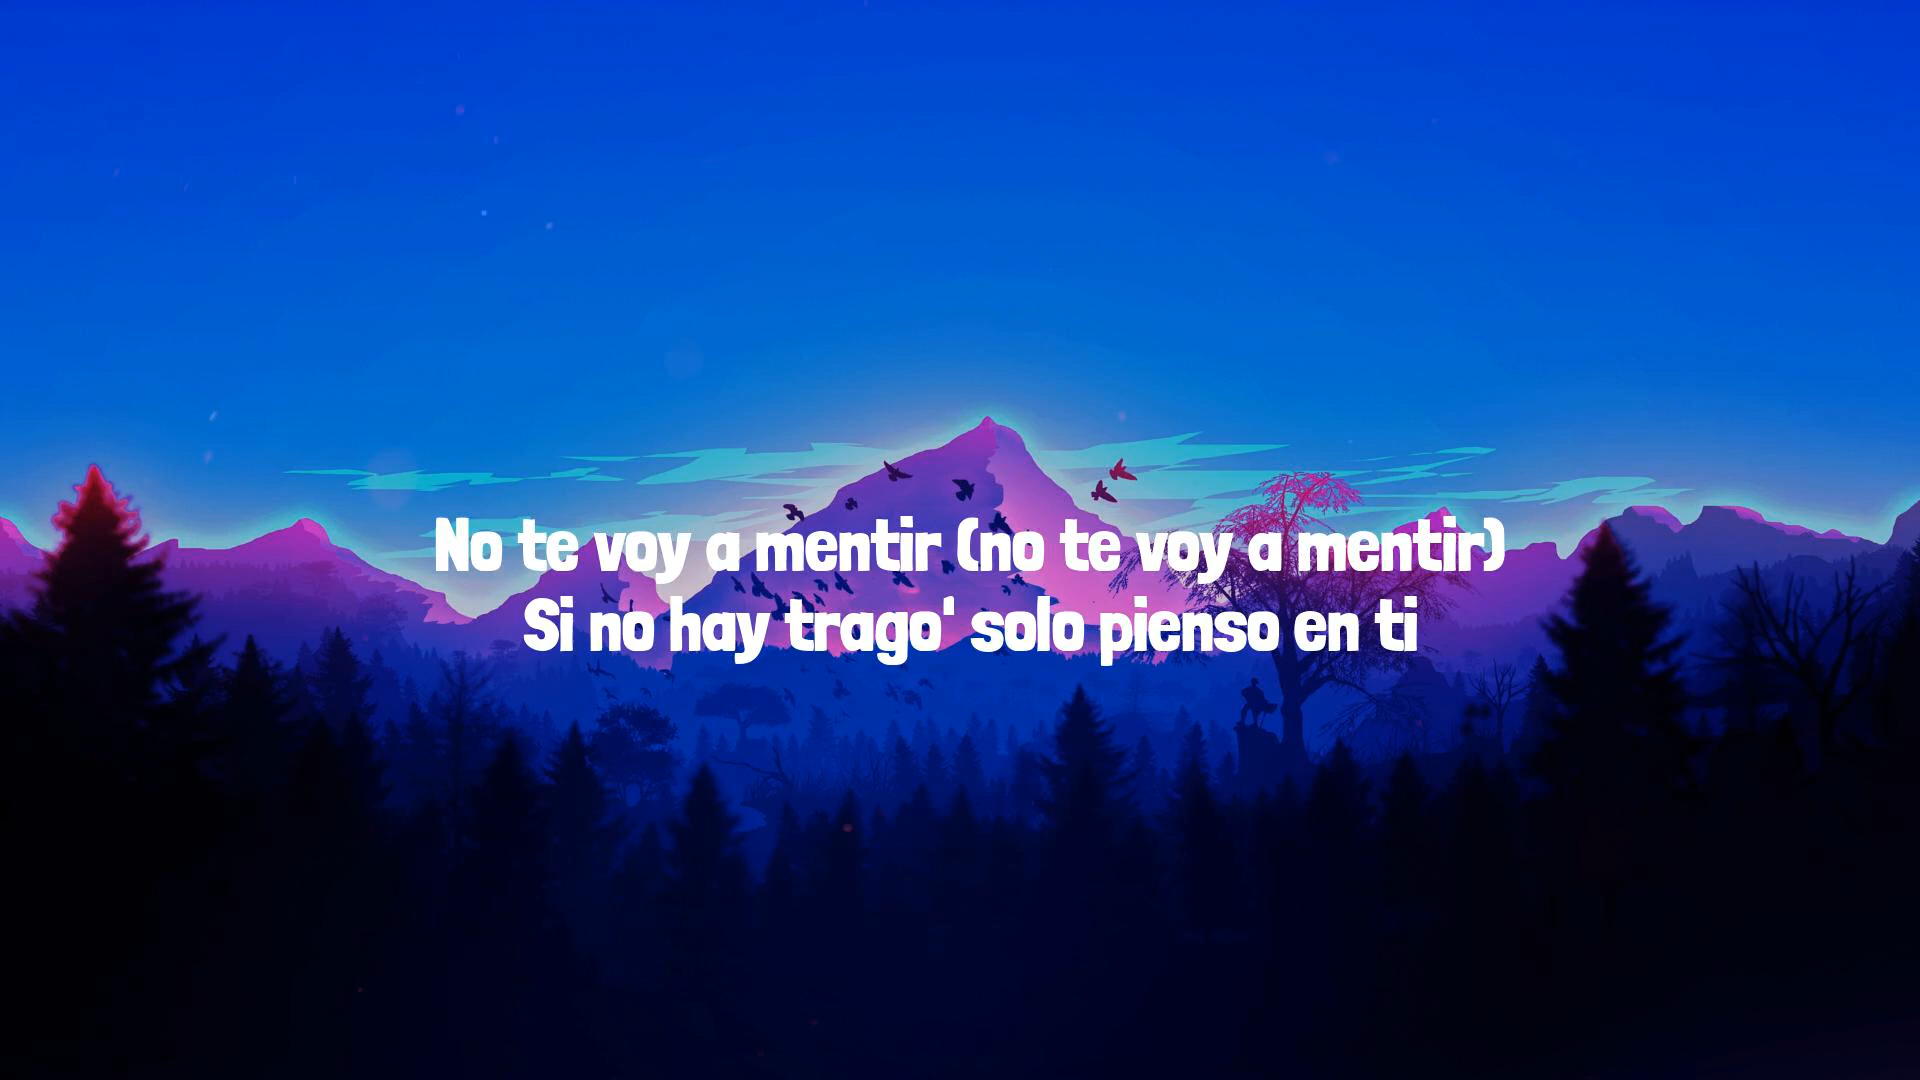 No te voy a mentir (no te voy a mentir)
Si no hay trago' solo pienso en ti